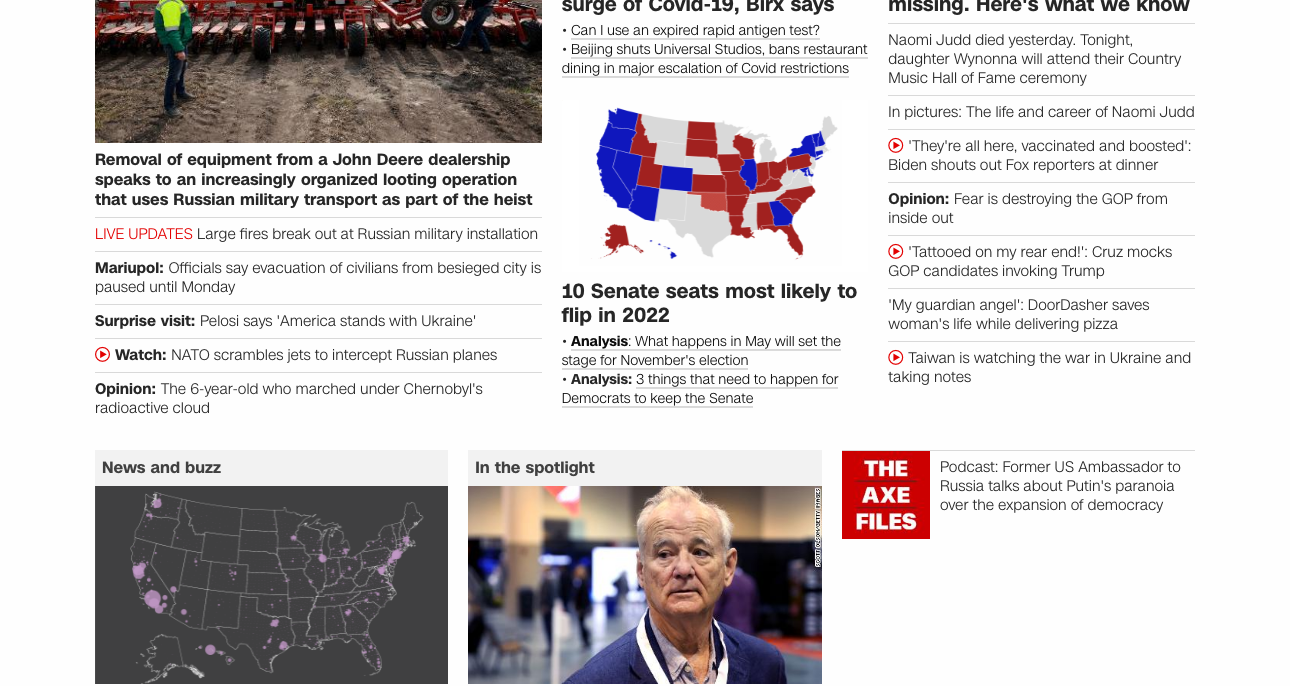 Removal of equipment from a John Deere dealership
speaks to an increasingly organized looting operation
that uses Russian military transport as part of the heist
LIVE UPDATES Large fires break out at Russian military installation
Mariupol: Officials say evacuation of civilians from besieged city is
paused until Monday
Surprise visit: Pelosi says 'America stands with Ukraine'
Watch: NATO scrambles jets to intercept Russian planes
Opinion: The 6-year-old who marched under Chernobyl's
radioactive cloud
surge of Covid-19, Birx says
• Can I use an expired rapid antigen test?
• Beijing shuts Universal Studios, bans restaurant
dining in major escalation of Covid restrictions
10 Senate seats most likely to
flip in 2022
• Analysis: What happens in May will set the
stage for November's election
• Analysis: 3 things that need to happen for
Democrats to keep the Senate
missing. Here's what we know
Naomi Judd died yesterday. Tonight,
daughter Wynonna will attend their Country
Music Hall of Fame ceremony
In pictures: The life and career of Naomi Judd
'They're all here, vaccinated and boosted':
Biden shouts out Fox reporters at dinner
Opinion: Fear is destroying the GOP from
inside out
'Tattooed on my rear end!': Cruz mocks
GOP candidates invoking Trump
'My guardian angel': DoorDasher saves
woman's life while delivering pizza
Taiwan is watching the war in Ukraine and
taking notes
News and buzz
In the spotlight
SCOTT OLSON/GETTY IMAGES
THE
AXE
FILES
Podcast: Former US Ambassador to
Russia talks about Putin's paranoia
over the expansion of democracy